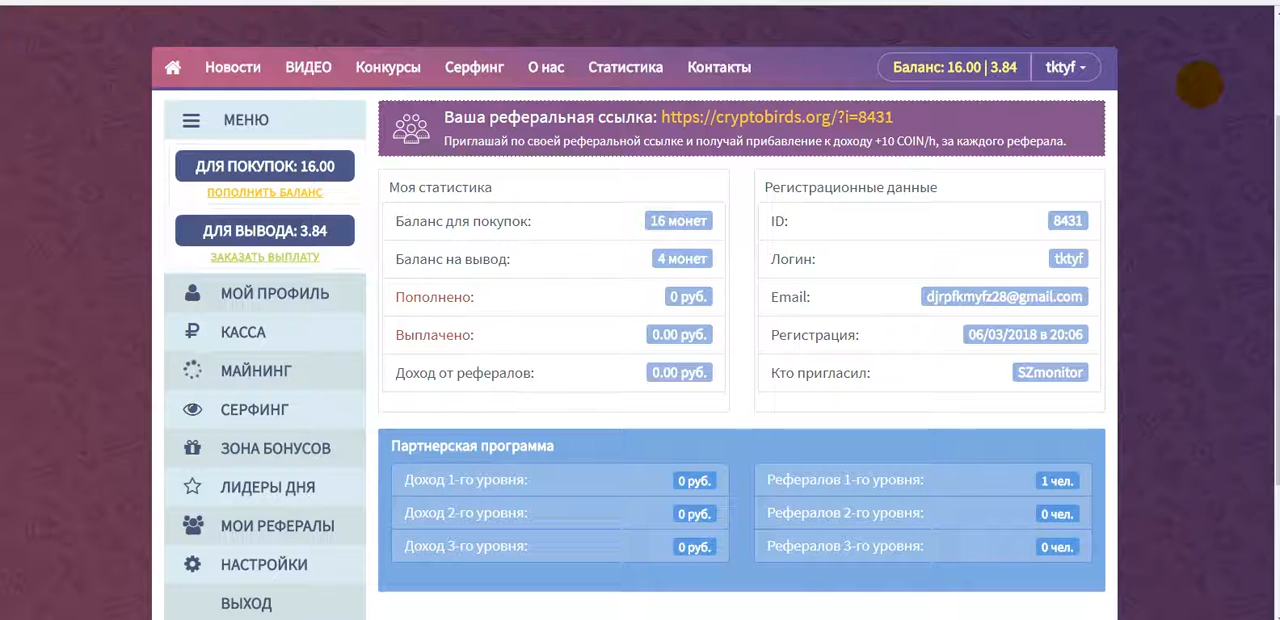 Новости ВИДЕО Конкурсы Серфинг О нас Статистика Контакты Баланс: 16.00 | 3.84 tktyf
МЕНЮ
ДЛЯ ПОКУПОК: 16.00
ПОПОЛНИТЬ БАЛАНС
ДЛЯ ВЫВОДА: 3.84
ЗАКАЗАТЬ ВЫПЛАТУ
МОЙ ПРОФИЛЬ
КАССА
МАЙНИНГ
СЕРФИНГ
ЗОНА БОНУСОВ
ЛИДЕРЫ ДНЯ
МОИ РЕФЕРАЛЫ
НАСТРОЙКИ
ВЫХОД
Ваша реферальная ссылка: https://cryptobirds.org/?i=8431
Приглашай по своей реферальной ссылке и получай прибавление к доходу +10 COIN/h, за каждого реферала.
Моя статистика
Баланс для покупок: 16 монет
Баланс на вывод: 4 монет
Пополнено: 0 руб.
Выплачено: 0.00 руб.
Доход от рефералов: 0.00 руб.
Регистрационные данные
ID: 8431
Логин: tktyf
Email: djrpfkmyfz28@gmail.com
Регистрация: 06/03/2018 в 20:06
Кто пригласил: SZmonitor
Партнерская программа
Доход 1-го уровня: 0 руб.
Доход 2-го уровня: 0 руб.
Доход 3-го уровня: 0 руб.
Рефералов 1-го уровня: 1 чел.
Рефералов 2-го уровня: 0 чел.
Рефералов 3-го уровня: 0 чел.